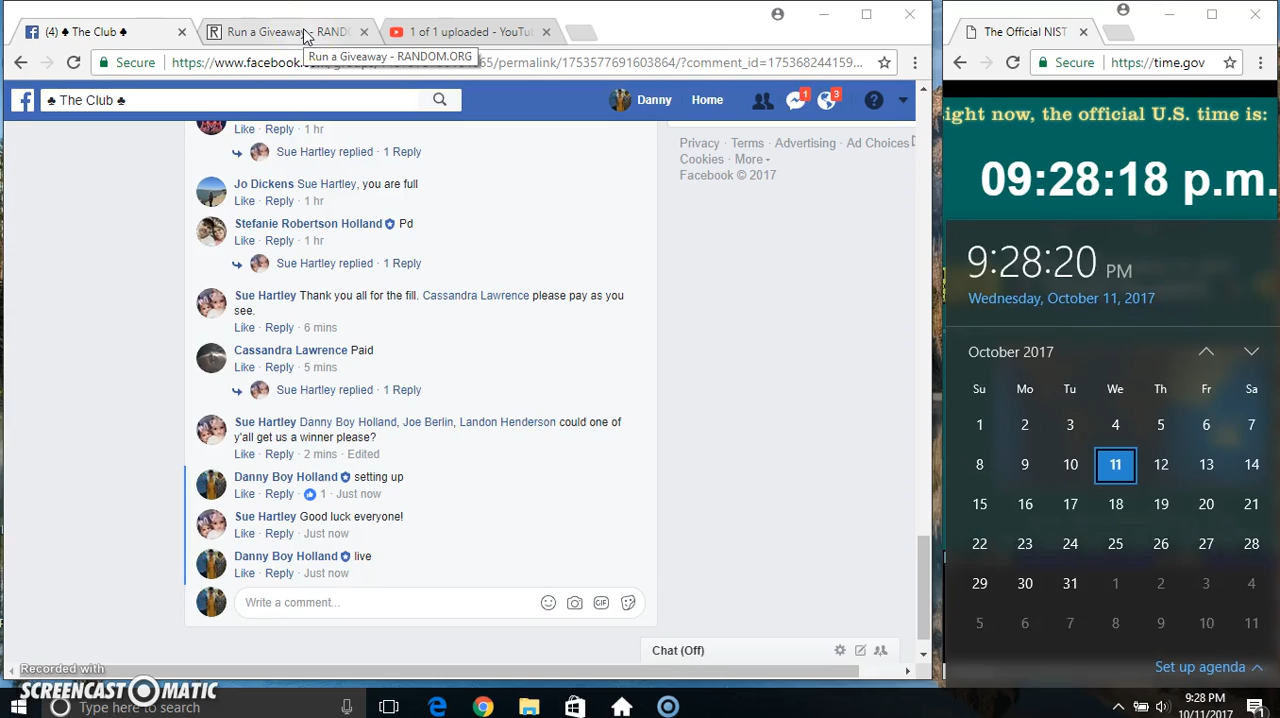 (4) ♣ The Club ♣
Run a Giveaway - RANDO
1 of 1 uploaded - YouTu
Run a Giveaway - RANDOM.ORG
Secure
https://www.facebook.
65/permalink/1753577691603864/?comment_id=175368244159...
♣ The Club ♣
Danny
Home
1
3
1 hr
Like · Reply · 1 hr
Sue Hartley replied · 1 Reply
Jo Dickens Sue Hartley, you are full
Like · Reply · 1 hr
Stefanie Robertson Holland Pd
Like · Reply · 1 hr
Sue Hartley replied · 1 Reply
Sue Hartley Thank you all for the fill. Cassandra Lawrence please pay as you
see.
Like · Reply · 6 mins
Cassandra Lawrence Paid
Like · Reply · 5 mins
Sue Hartley replied · 1 Reply
Sue Hartley Danny Boy Holland, Joe Berlin, Landon Henderson could one of
y'all get us a winner please?
Like · Reply · 2 mins · Edited
Danny Boy Holland setting up
Like · Reply · 1 · Just now
Sue Hartley Good luck everyone!
Like · Reply · Just now
Danny Boy Holland live
Like · Reply · Just now
Write a comment...
GIF
Privacy · Terms · Advertising · Ad Choices
Cookies · More
Facebook © 2017
Chat (Off)
Recorded with
SCREENCAST-O-MATIC
Type here to search
The Official NIST
Secure
https://time.gov
ight now, the official U.S. time is:
09:28:18 p.m.
9:28:20 PM
Wednesday, October 11, 2017
October 2017
Su Mo Tu We Th Fr Sa
1 2 3 4 5 6 7
8 9 10 11 12 13 14
15 16 17 18 19 20 21
22 23 24 25 26 27 28
29 30 31 1 2 3 4
5 6 7 8 9 10 11
Set up agenda
9:28 PM
10/11/2017
1